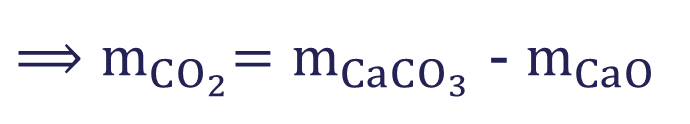 ⟹ m_CO₂ = m_CaCO₃ - m_CaO